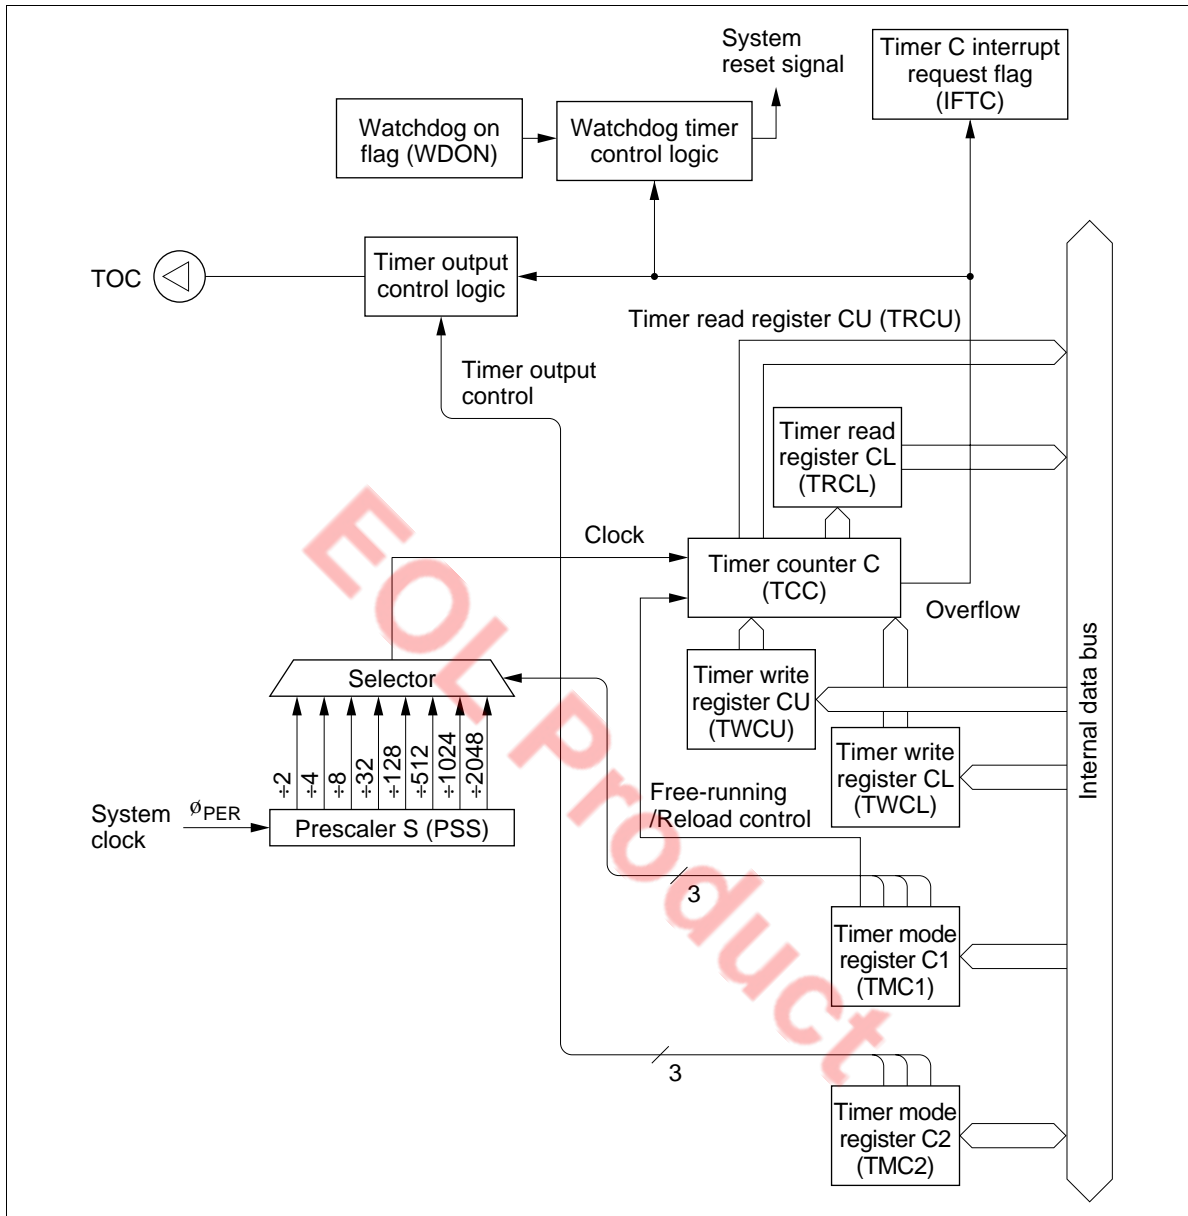 System
reset signal
Timer C interrupt
request flag
(IFTC)
Watchdog on
flag (WDON)
Watchdog timer
control logic
TOC
Timer output
control logic
Timer read register CU (TRCU)
Timer output
control
Timer read
register CL
(TRCL)
Clock
Timer counter C
(TCC)
Overflow
Selector
Timer write
register CU
(TWCU)
Timer write
register CL
(TWCL)
Internal data bus
÷2
÷4
÷8
÷32
÷128
÷512
÷1024
÷2048
System
clock
øPER
Prescaler S (PSS)
Free-running
/Reload control
3
Timer mode
register C1
(TMC1)
3
Timer mode
register C2
(TMC2)
EOL Product